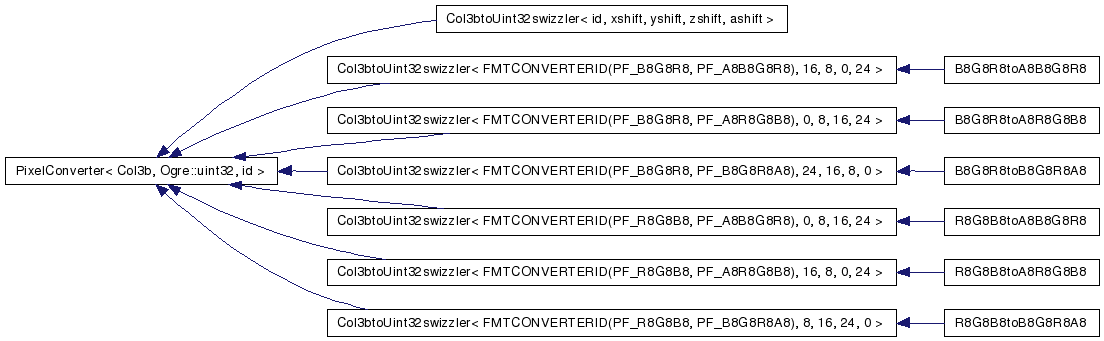 Col3btoUint32swizzler< id, xshift, yshift, zshift, ashift >
Col3btoUint32swizzler< FMTCONVERTERID(PF_B8G8R8, PF_A8B8G8R8), 16, 8, 0, 24 >
B8G8R8toA8B8G8R8
Col3btoUint32swizzler< FMTCONVERTERID(PF_B8G8R8, PF_A8R8G8B8), 0, 8, 16, 24 >
B8G8R8toA8R8G8B8
PixelConverter< Col3b, Ogre::uint32, id >
Col3btoUint32swizzler< FMTCONVERTERID(PF_B8G8R8, PF_B8G8R8A8), 24, 16, 8, 0 >
B8G8R8toB8G8R8A8
Col3btoUint32swizzler< FMTCONVERTERID(PF_R8G8B8, PF_A8B8G8R8), 0, 8, 16, 24 >
R8G8B8toA8B8G8R8
Col3btoUint32swizzler< FMTCONVERTERID(PF_R8G8B8, PF_A8R8G8B8), 16, 8, 0, 24 >
R8G8B8toA8R8G8B8
Col3btoUint32swizzler< FMTCONVERTERID(PF_R8G8B8, PF_B8G8R8A8), 8, 16, 24, 0 >
R8G8B8toB8G8R8A8